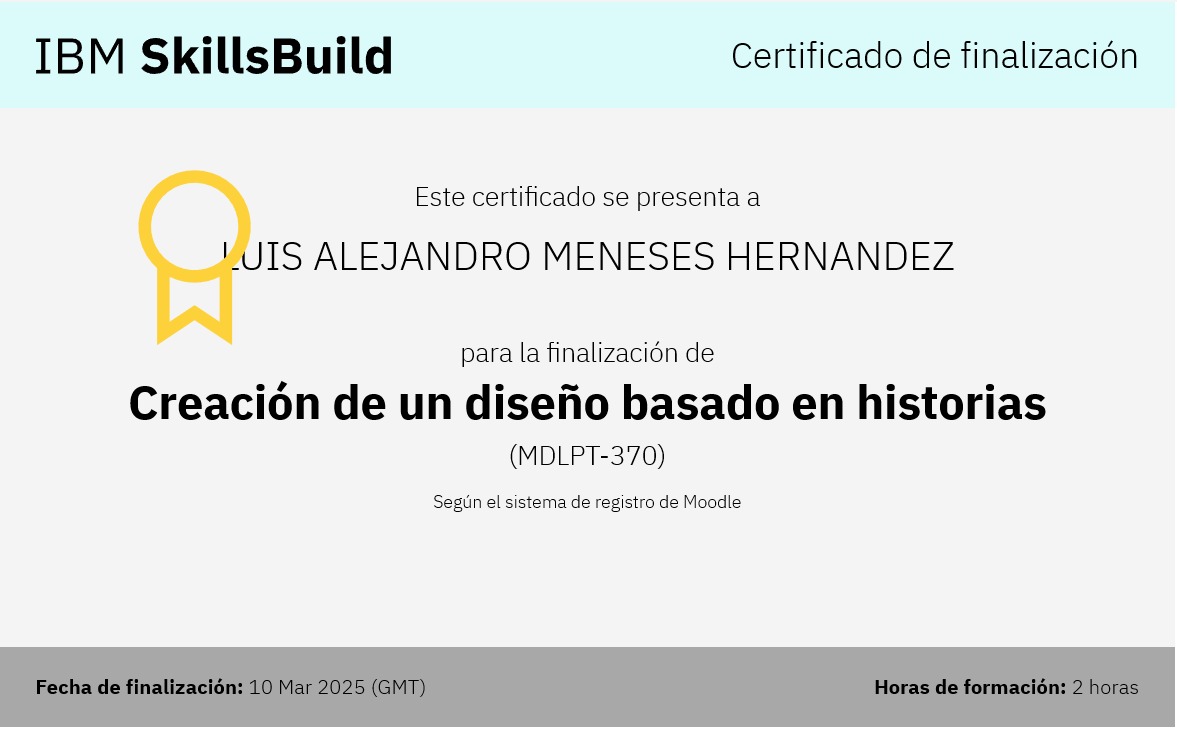 IBM SkillsBuild
Certificado de finalización
Este certificado se presenta a
LUIS ALEJANDRO MENESES HERNANDEZ
para la finalización de
Creación de un diseño basado en historias
(MDLPT-370)
Según el sistema de registro de Moodle
Fecha de finalización: 10 Mar 2025 (GMT)
Horas de formación: 2 horas